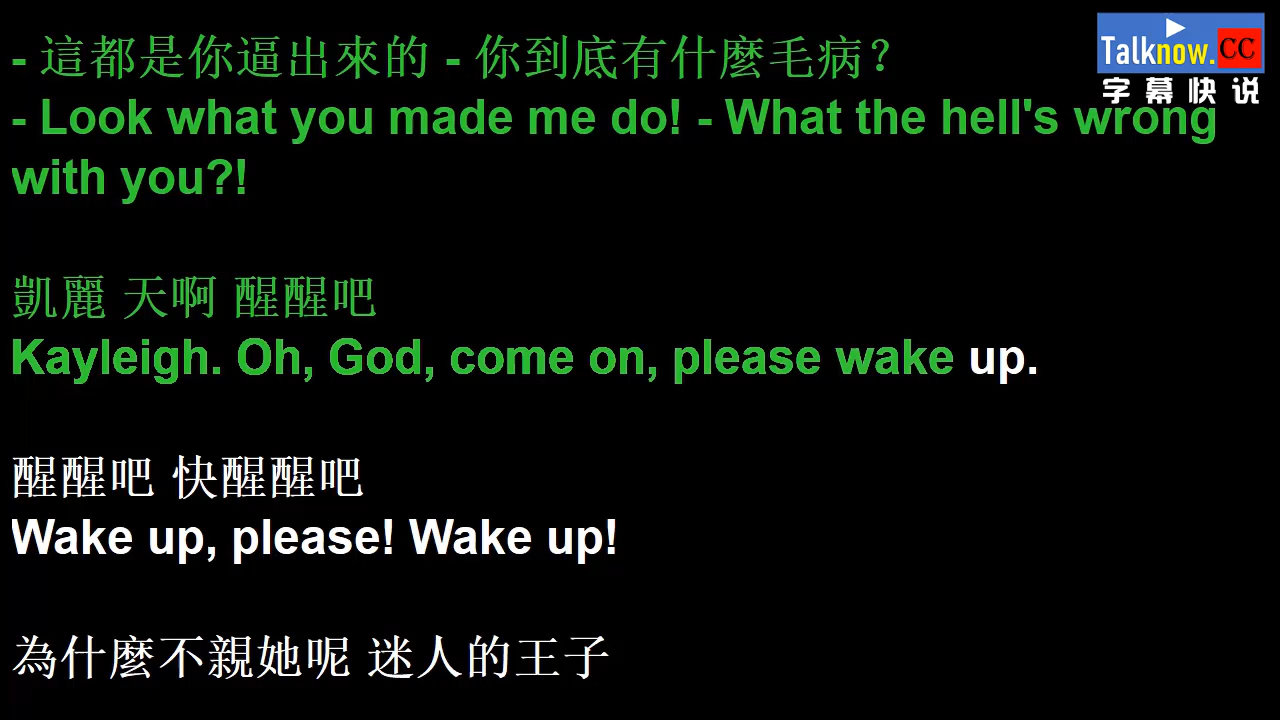 - 這都是你逼出來的 - 你到底有什麼毛病？
- Look what you made me do! - What the hell's wrong
with you?!
凱麗 天啊 醒醒吧
Kayleigh. Oh, God, come on, please wake up.
醒醒吧 快醒醒吧
Wake up, please! Wake up!
為什麼不親她呢 迷人的王子
Talknow.CC
字幕快说